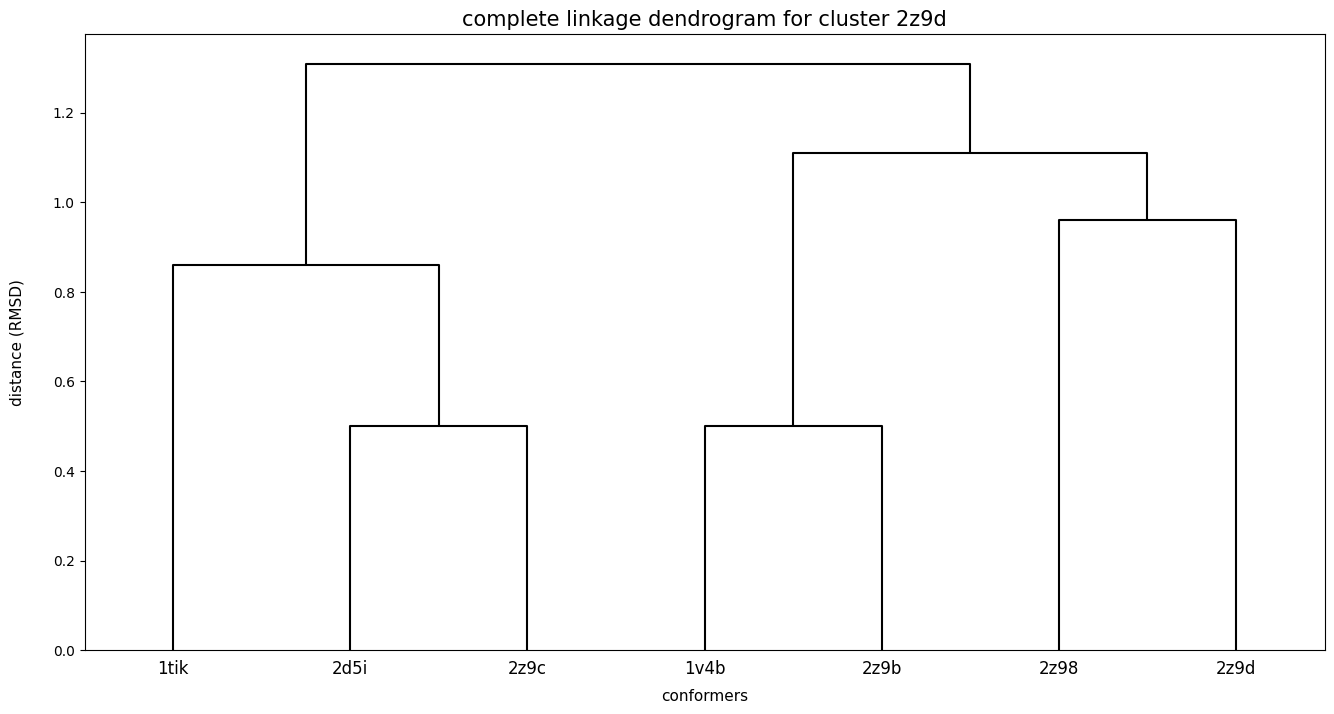 complete linkage dendrogram for cluster 2z9d
1.2
1.0
0.8
0.6
0.4
0.2
0.0
distance (RMSD)
1tik 2d5i 2z9c 1v4b 2z9b 2z98 2z9d
conformers